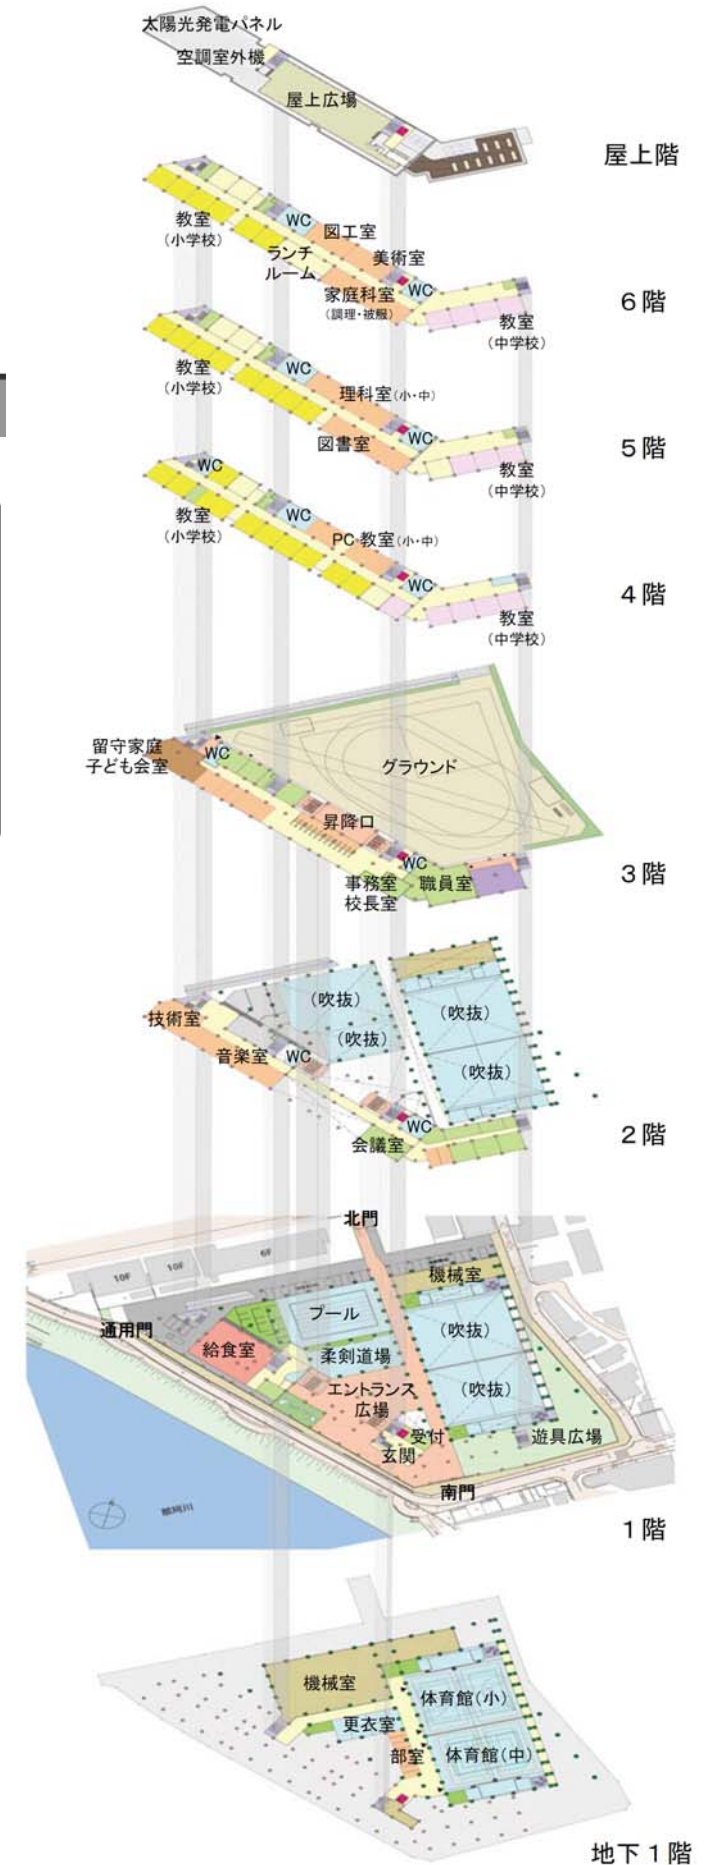 太陽光発電パネル
空調室外機
屋上広場
屋上階
教室
(小学校)
WC
図工室
ランチ
ルーム
美術室
家庭科室
(調理・被服)
WC
教室
(中学校)
6階
教室
(小学校)
WC
理科室(小・中)
図書室
WC
教室
(中学校)
5階
WC
教室
(小学校)
WC
PC教室(小・中)
WC
教室
(中学校)
4階
留守家庭
子ども会室
WC
グラウンド
昇降口
WC
事務室
校長室
職員室
3階
(吹抜)
(吹抜)
(吹抜)
(吹抜)
技術室
音楽室
WC
WC
会議室
2階
北門
10F
10F
6F
機械室
通用門
プール
(吹抜)
給食室
柔剣道場
エントランス
広場
(吹抜)
受付
玄関
遊具広場
南門
1階
機械室
体育館(小)
更衣室
部室
体育館(中)
地下1階